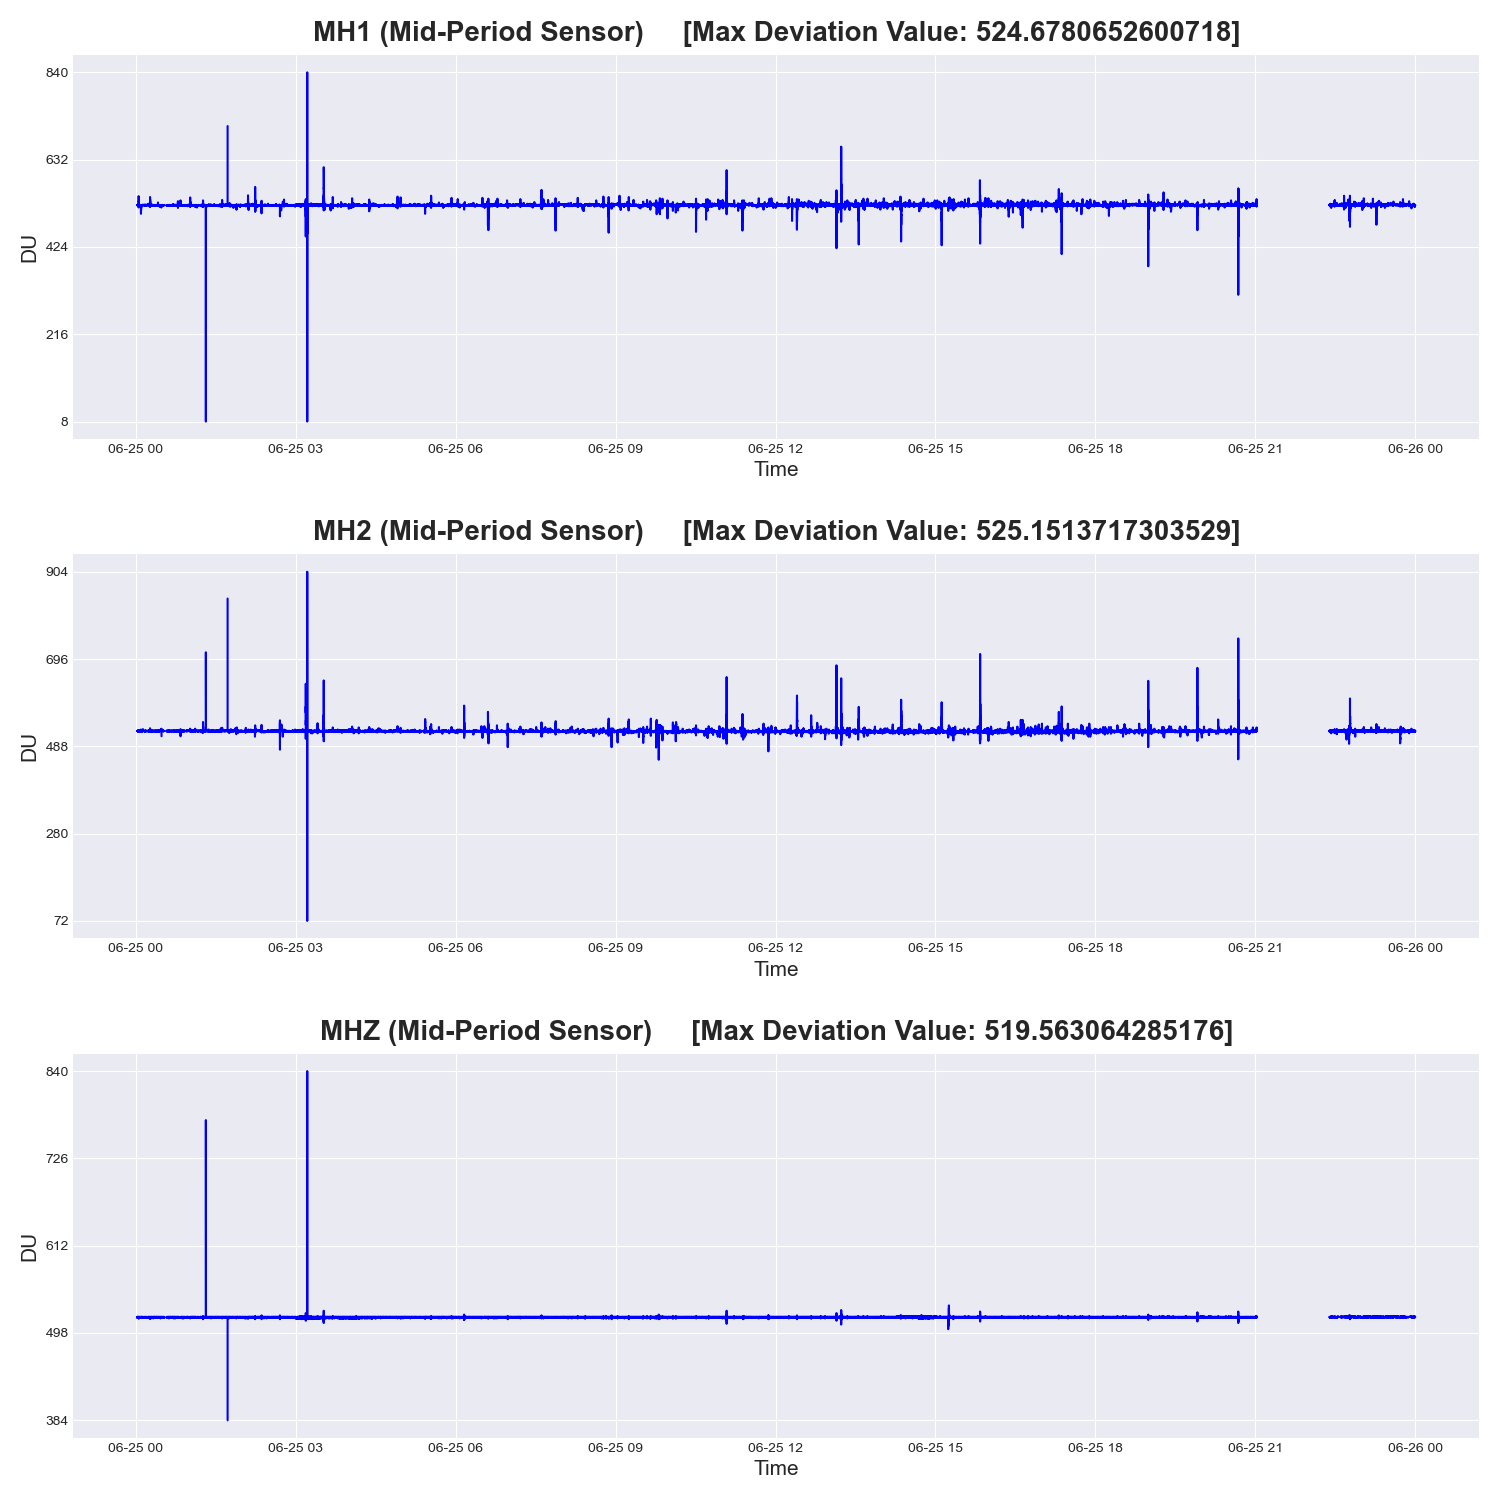 MH1 (Mid-Period Sensor) [Max Deviation Value: 524.6780652600718]
840
632
424
216
8
DU
06-25 00 06-25 03 06-25 06 06-25 09 06-25 12 06-25 15 06-25 18 06-25 21 06-26 00
Time
MH2 (Mid-Period Sensor) [Max Deviation Value: 525.1513717303529]
904
696
488
280
72
DU
06-25 00 06-25 03 06-25 06 06-25 09 06-25 12 06-25 15 06-25 18 06-25 21 06-26 00
Time
MHZ (Mid-Period Sensor) [Max Deviation Value: 519.563064285176]
840
726
612
498
384
DU
06-25 00 06-25 03 06-25 06 06-25 09 06-25 12 06-25 15 06-25 18 06-25 21 06-26 00
Time